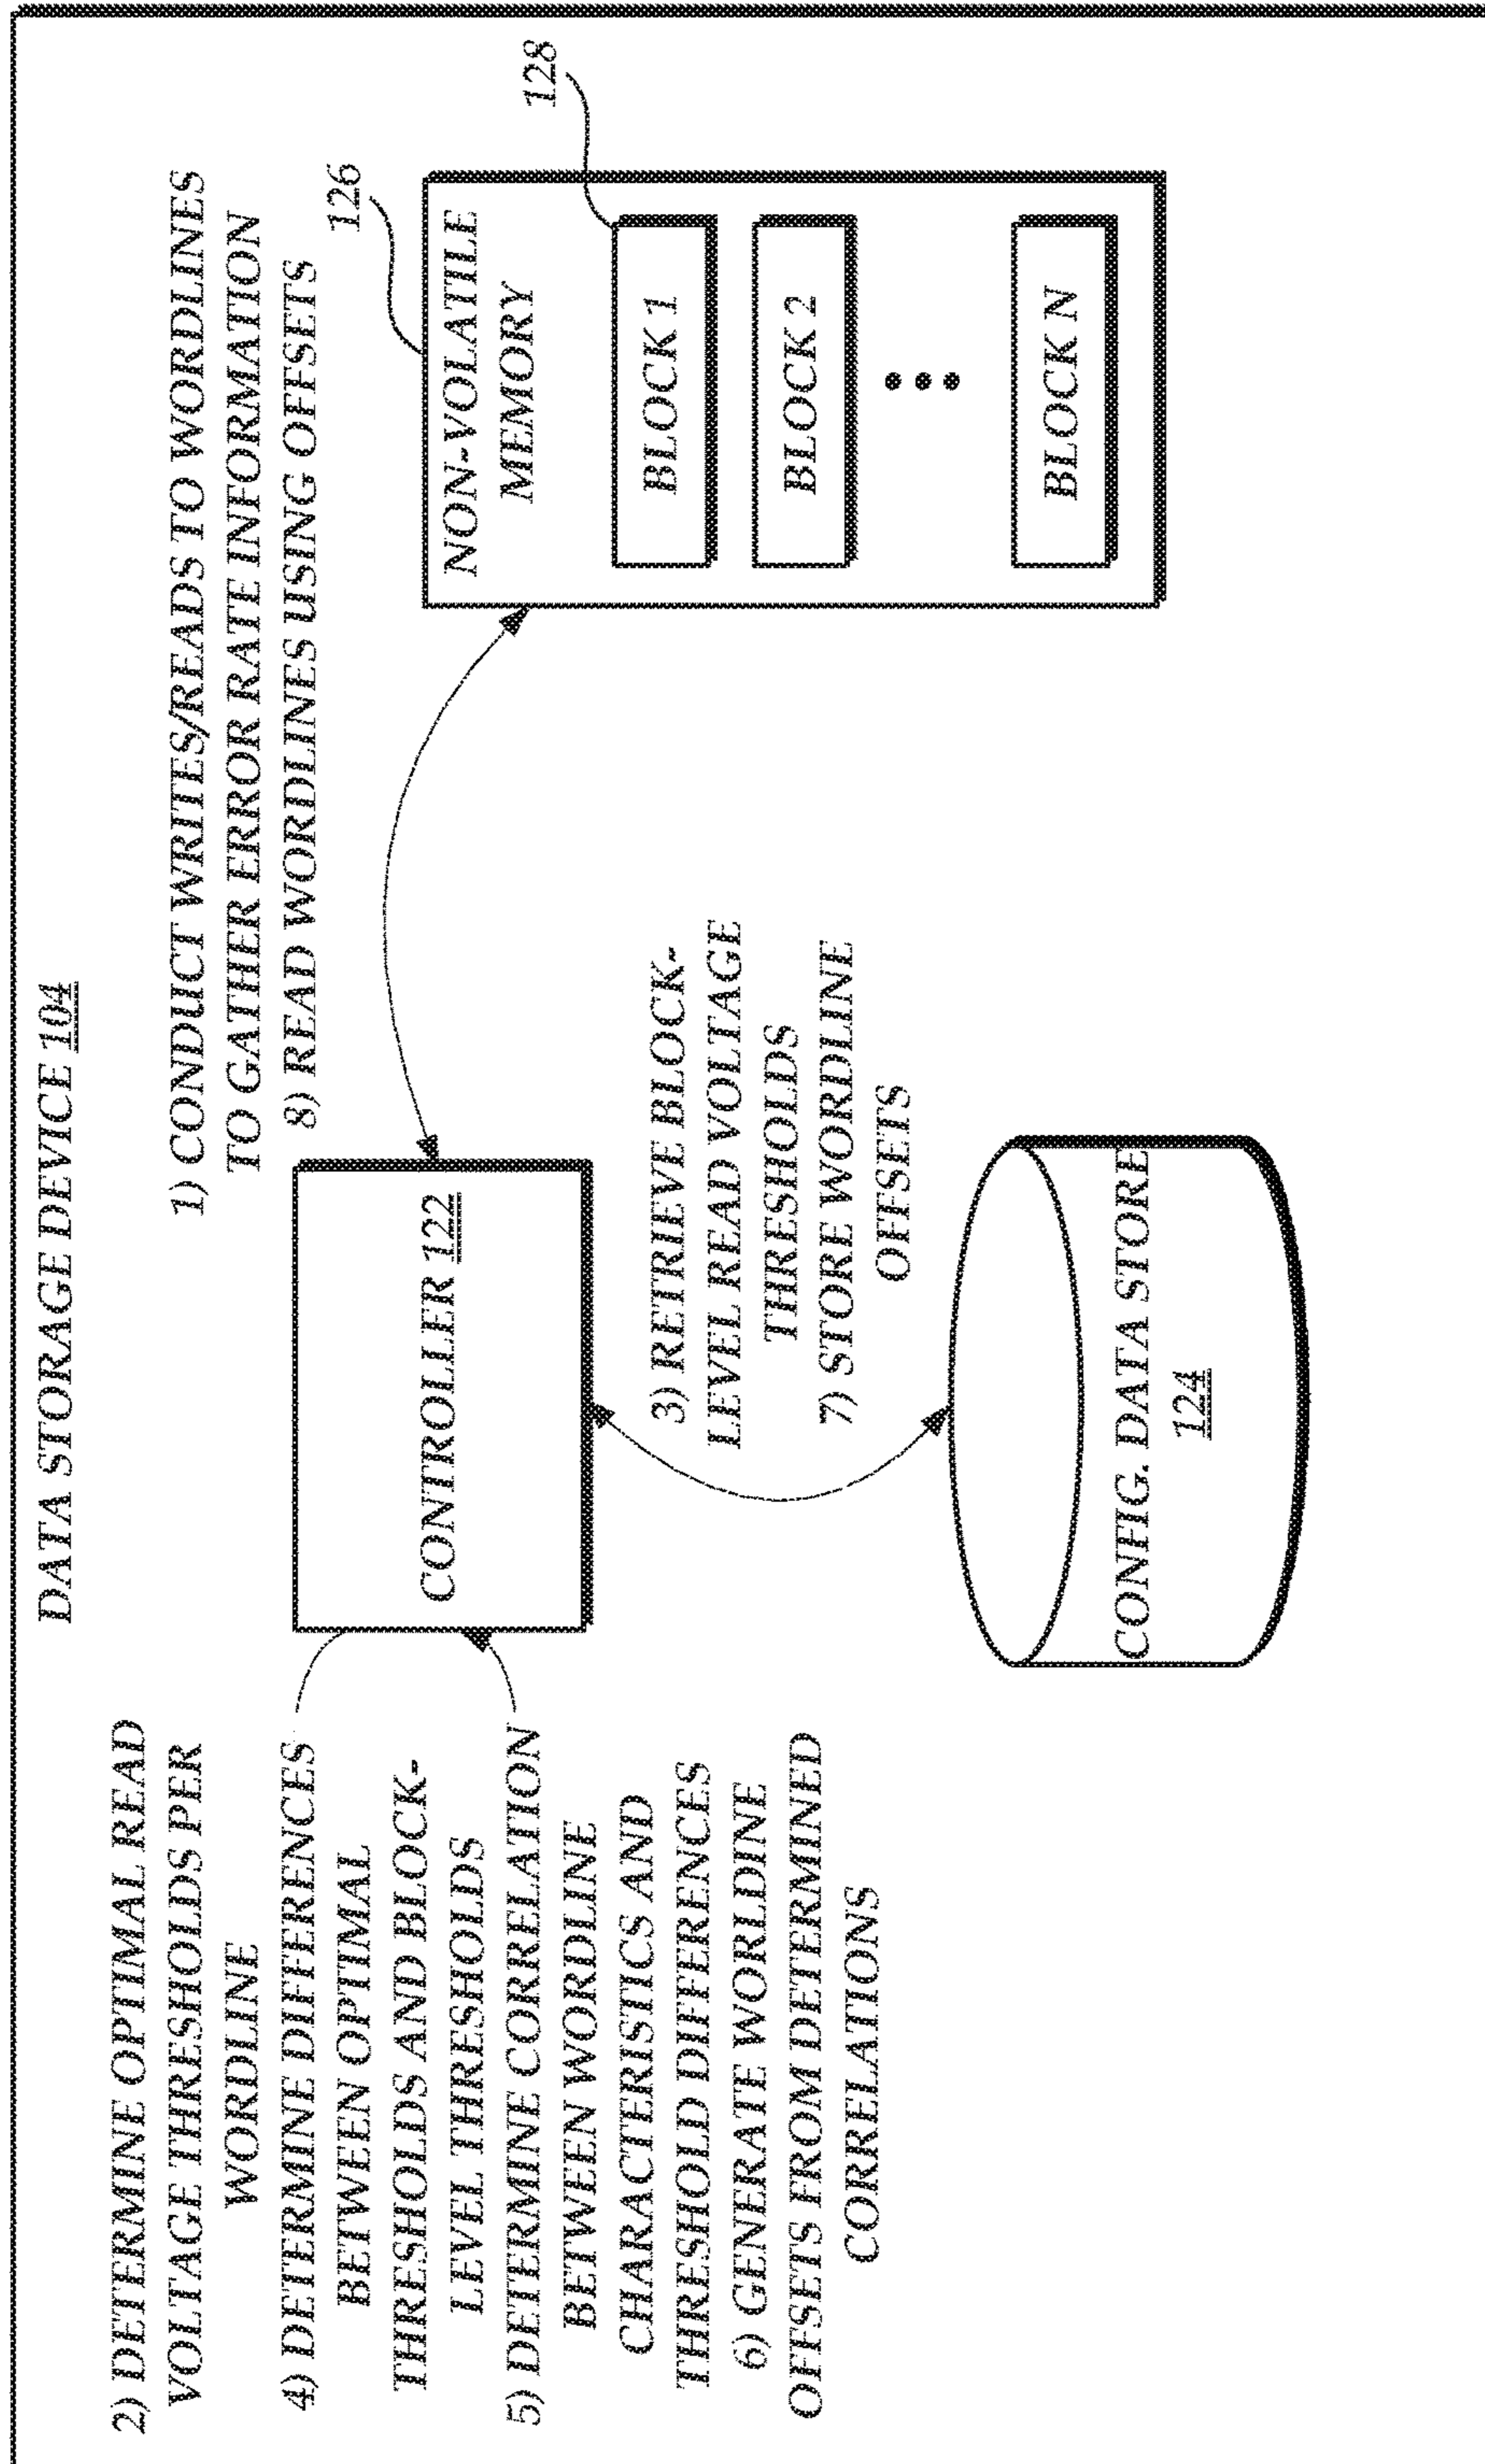 DATA STORAGE DEVICE 104
2) DETERMINE OPTIMAL READ
VOLTAGE THRESHOLDS PER
WORDLINE
4) DETERMINE DIFFERENCES
BETWEEN OPTIMAL
THRESHOLDS AND BLOCK-
LEVEL THRESHOLDS
5) DETERMINE CORRELATION
BETWEEN WORDLINE
CHARACTERISTICS AND
THRESHOLD DIFFERENCES
6) GENERATE WORLDINE
OFFSETS FROM DETERMINED
CORRELATIONS
CONTROLLER 122
1) CONDUCT WRITES/READS TO WORDLINES
TO GATHER ERROR RATE INFORMATION
8) READ WORDLINES USING OFFSETS
3) RETRIEVE BLOCK-
LEVEL READ VOLTAGE
THRESHOLDS
7) STORE WORDLINE
OFFSETS
CONFIG. DATA STORE
124
126
NON-VOLATILE
MEMORY
128
BLOCK 1
BLOCK 2
BLOCK N